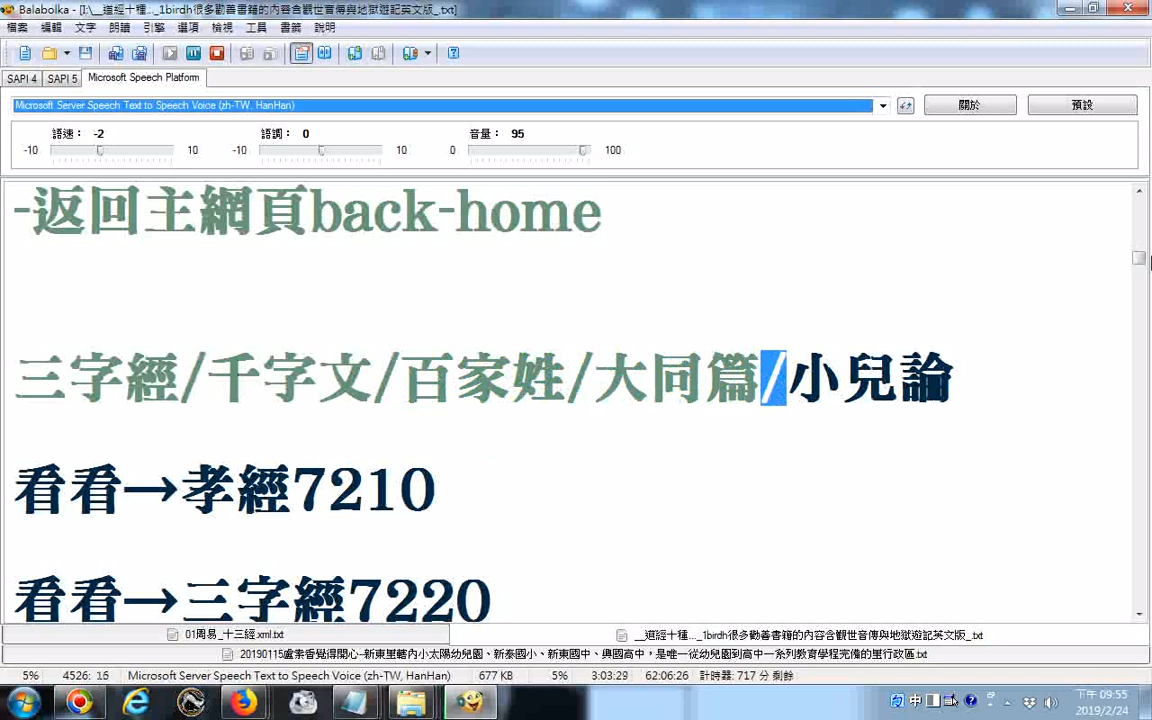 Balabolka - [I:\__道經十種..._1birdh很多勸善書籍的內容含觀世音傳與地獄遊記英文版_.txt]
檔案 編輯 文字 朗讀 引擎 選項 檢視 工具 書籤 說明
SAPI 4 SAPI 5 Microsoft Speech Platform
Microsoft Server Speech Text to Speech Voice (zh-TW, HanHan) 關於 預設
語速： -2 語調： 0 音量： 95
-10 10 -10 10 0 100
-返回主網頁back-home
三字經/千字文/百家姓/大同篇/小兒論
看看→孝經7210
看看→三字經7220
01周易_十三經.xml.txt __道經十種..._1birdh很多勸善書籍的內容含觀世音傳與地獄遊記英文版_.txt
20190115盧素香覺得開心-新東里轄內小太陽幼兒園、新泰國小、新東國中、興國高中，是唯一從幼兒園到高中一系列教育學程完備的里行政區.txt
5% 4526: 16 Microsoft Server Speech Text to Speech Voice (zh-TW, HanHan) 677 KB 5% 3:03:29 62:06:26 計時器: 717 分 剩餘
中 下午 09:55
2019/2/24